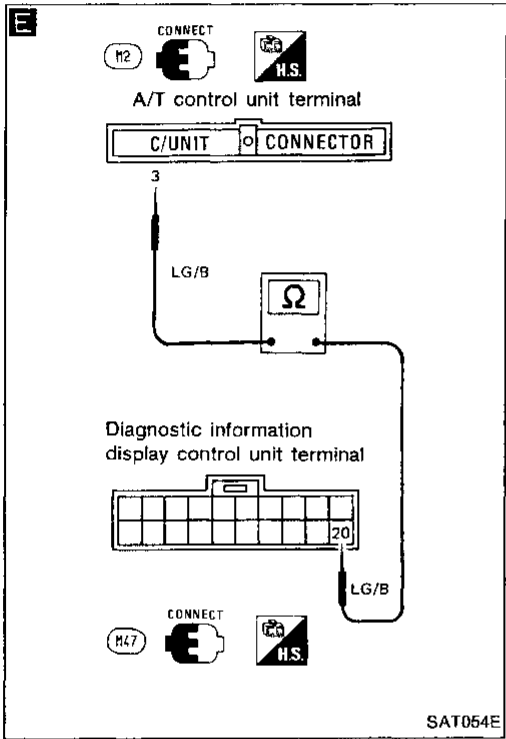 E
CONNECT
M2
H.S.
A/T control unit terminal
C/UNIT CONNECTOR
3
LG/B
Ω
Diagnostic information
display control unit terminal
20
LG/B
CONNECT
M47
H.S.
SAT054E